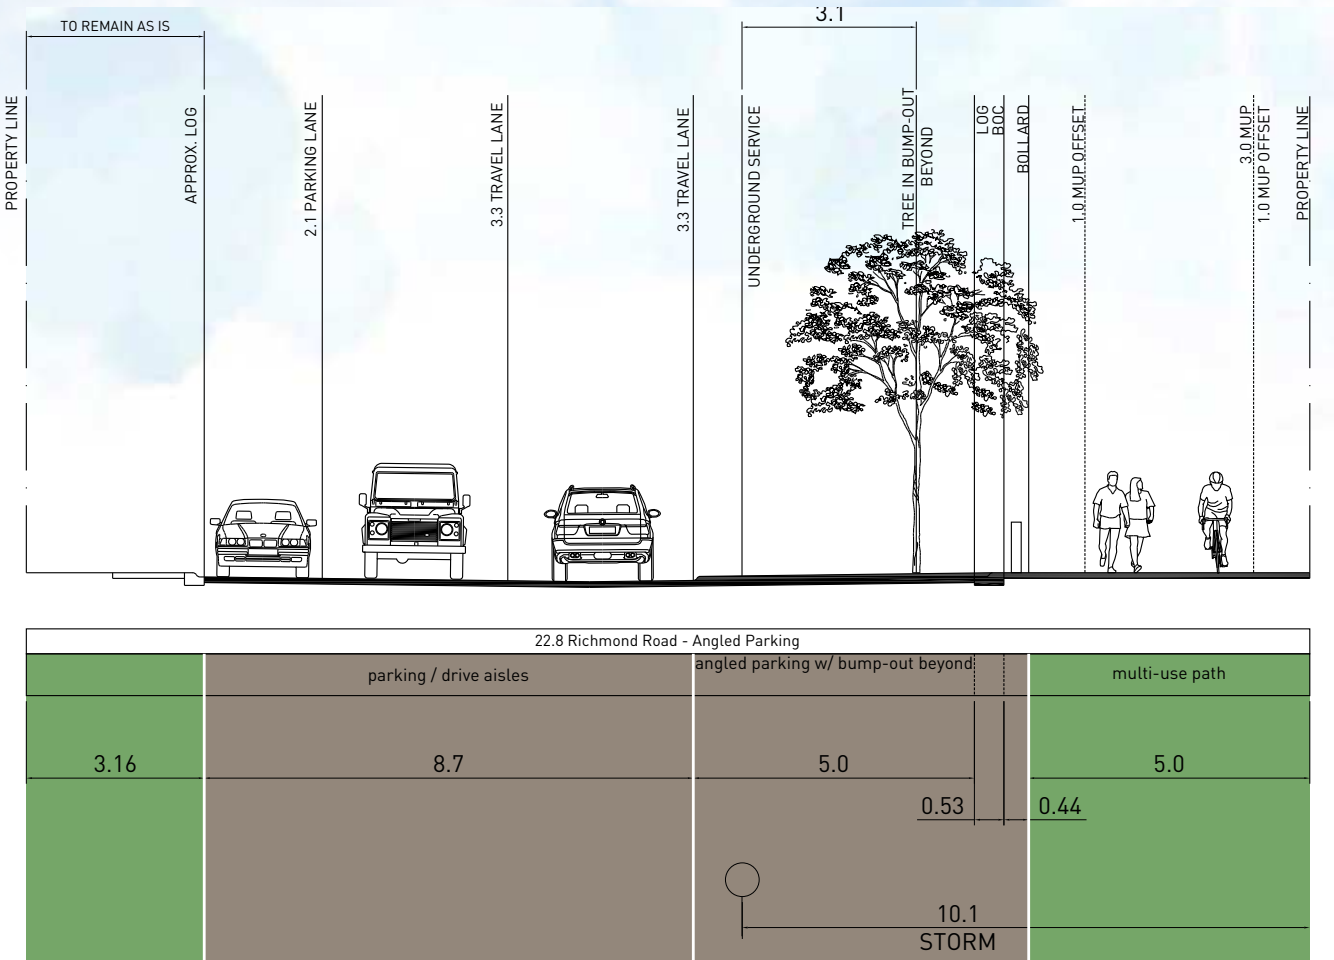 TO REMAIN AS IS
3.1
PROPERTY LINE
APPROX. LOG
2.1 PARKING LANE
3.3 TRAVEL LANE
3.3 TRAVEL LANE
UNDERGROUND SERVICE
TREE IN BUMP-OUT
BEYOND
LOG
BOC
BOLLARD
1.0 MUP OFFSET
3.0 MUP
1.0 MUP OFFSET
PROPERTY LINE
22.8 Richmond Road - Angled Parking
parking / drive aisles
angled parking w/ bump-out beyond
multi-use path
3.16
8.7
5.0
5.0
0.53
0.44
10.1
STORM